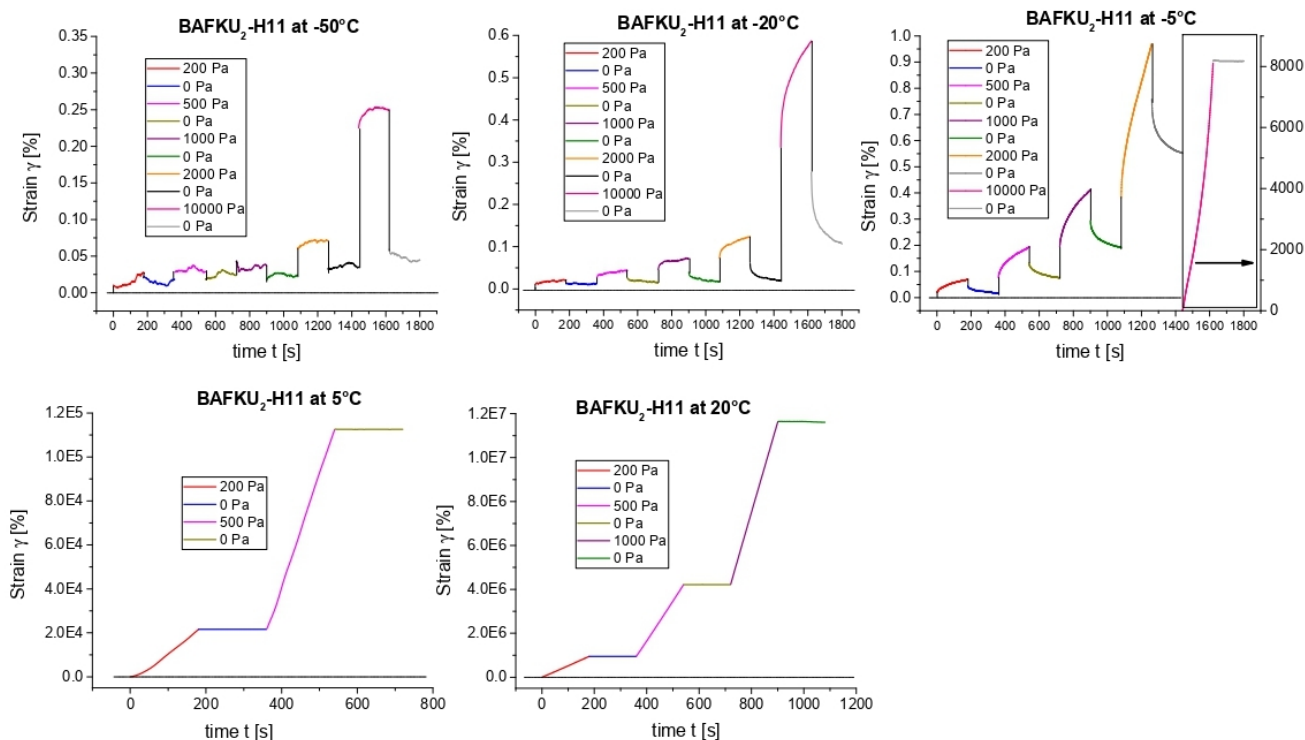 BAFKU₂-H11 at -50°C
0.35
0.30
0.25
0.20
0.15
0.10
0.05
0.00
Strain γ [%]
200 Pa
0 Pa
500 Pa
0 Pa
1000 Pa
0 Pa
2000 Pa
0 Pa
10000 Pa
0 Pa
0 200 400 600 800 1000 1200 1400 1600 1800
time t [s]
BAFKU₂-H11 at -20°C
0.6
0.5
0.4
0.3
0.2
0.1
0.0
Strain γ [%]
200 Pa
0 Pa
500 Pa
0 Pa
1000 Pa
0 Pa
2000 Pa
0 Pa
10000 Pa
0 Pa
0 200 400 600 800 1000 1200 1400 1600 1800
time t [s]
BAFKU₂-H11 at -5°C
1.0
0.9
0.8
0.7
0.6
0.5
0.4
0.3
0.2
0.1
0.0
Strain γ [%]
200 Pa
0 Pa
500 Pa
0 Pa
1000 Pa
0 Pa
2000 Pa
0 Pa
10000 Pa
0 Pa
8000
6000
4000
2000
0
0 200 400 600 800 1000 1200 1400 1600 1800
time t [s]
BAFKU₂-H11 at 5°C
1.2E5
1.0E5
8.0E4
6.0E4
4.0E4
2.0E4
0.0
Strain γ [%]
200 Pa
0 Pa
500 Pa
0 Pa
0 200 400 600 800
time t [s]
BAFKU₂-H11 at 20°C
1.2E7
1.0E7
8.0E6
6.0E6
4.0E6
2.0E6
0.0
Strain γ [%]
200 Pa
0 Pa
500 Pa
0 Pa
1000 Pa
0 Pa
0 200 400 600 800 1000 1200
time t [s]